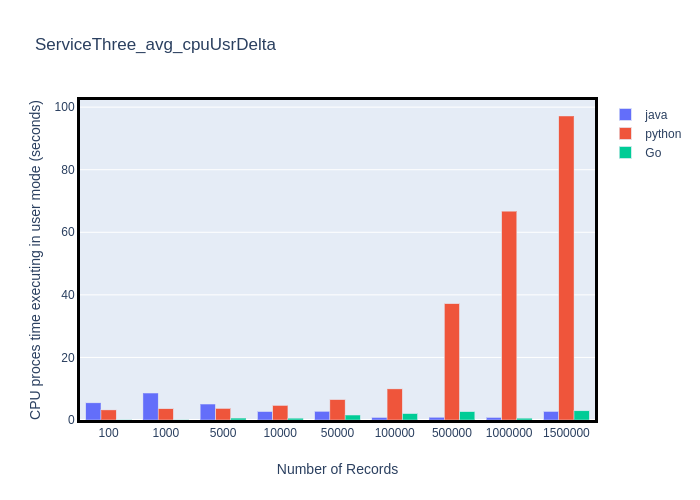 ServiceThree_avg_cpuUsrDelta
java
python
Go
CPU proces time executing in user mode (seconds)
100
80
60
40
20
0
100 1000 5000 10000 50000 100000 500000 1000000 1500000
Number of Records